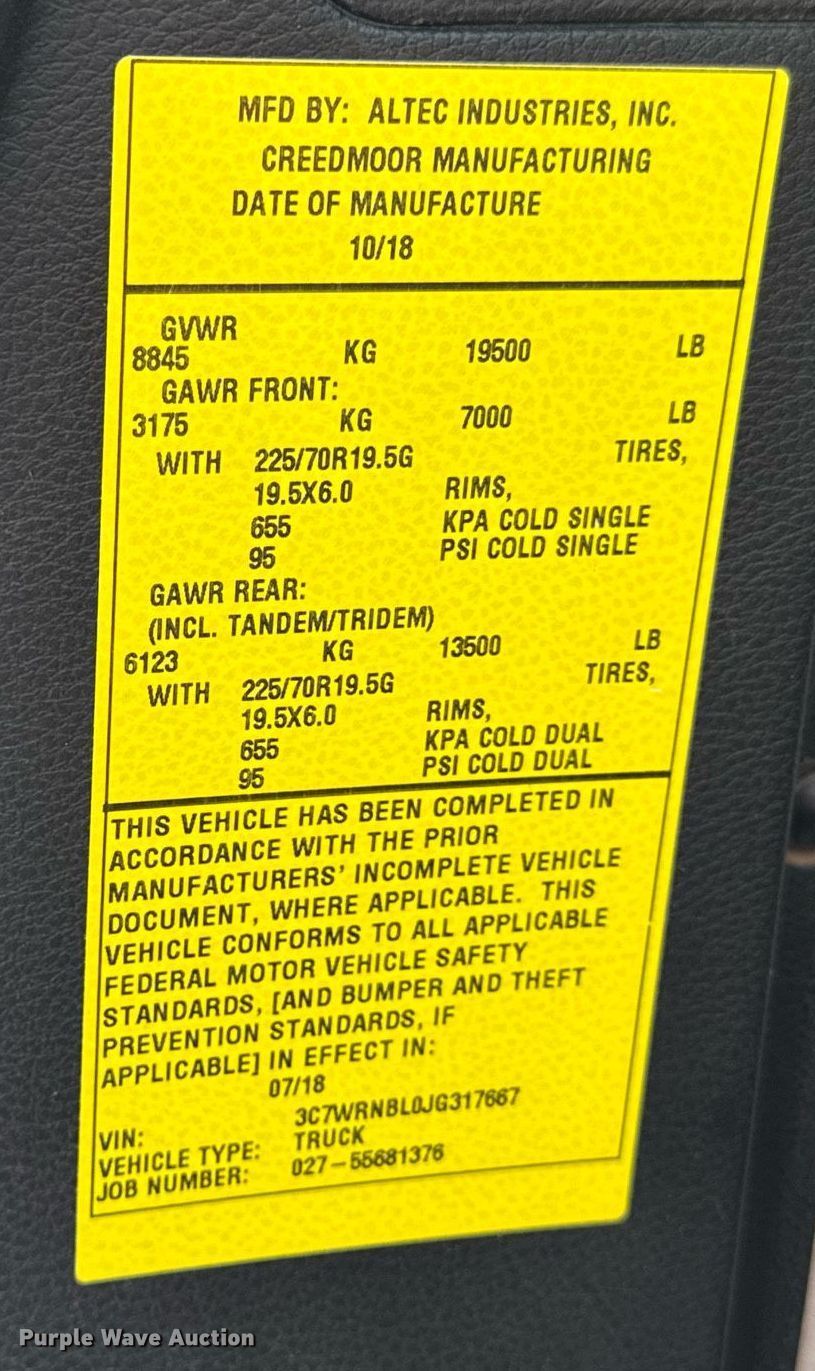 MFD BY: ALTEC INDUSTRIES, INC.
CREEDMOOR MANUFACTURING
DATE OF MANUFACTURE
10/18
GVWR
8845 KG 19500 LB
GAWR FRONT:
3175 KG 7000 LB
WITH 225/70R19.5G TIRES,
19.5X6.0 RIMS,
655 KPA COLD SINGLE
95 PSI COLD SINGLE
GAWR REAR:
(INCL. TANDEM/TRIDEM)
6123 KG 13500 LB
WITH 225/70R19.5G TIRES,
19.5X6.0 RIMS,
655 KPA COLD DUAL
95 PSI COLD DUAL
THIS VEHICLE HAS BEEN COMPLETED IN
ACCORDANCE WITH THE PRIOR
MANUFACTURERS' INCOMPLETE VEHICLE
DOCUMENT, WHERE APPLICABLE. THIS
VEHICLE CONFORMS TO ALL APPLICABLE
FEDERAL MOTOR VEHICLE SAFETY
STANDARDS, [AND BUMPER AND THEFT
PREVENTION STANDARDS, IF
APPLICABLE] IN EFFECT IN:
07/18
VIN: 3C7WRNBL0JG317667
VEHICLE TYPE: TRUCK
JOB NUMBER: 027-55681376
Purple Wave Auction